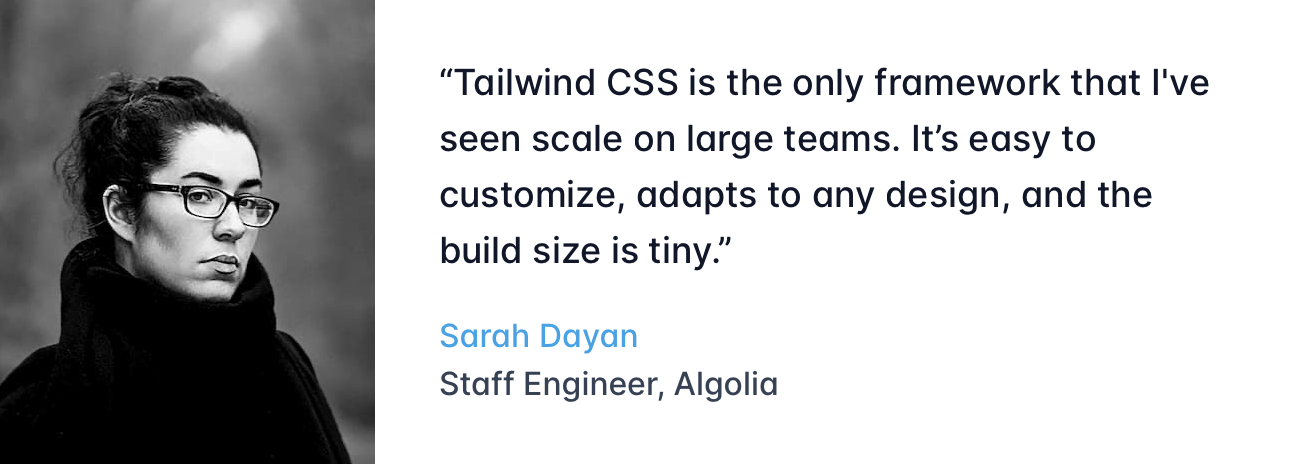 “Tailwind CSS is the only framework that I've
seen scale on large teams. It’s easy to
customize, adapts to any design, and the
build size is tiny.”
Sarah Dayan
Staff Engineer, Algolia